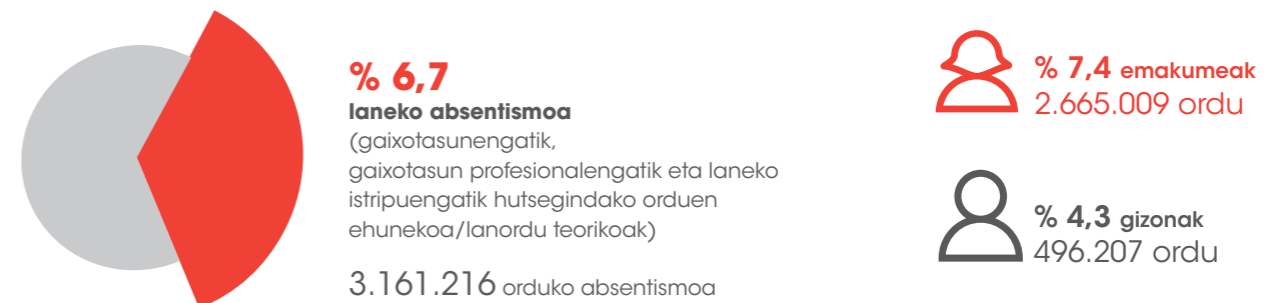 % 6,7
laneko absentismoa
(gaixotasunengatik,
gaixotasun profesionalengatik eta laneko
istripuengatik hutsegindako orduen
ehunekoa/lanordu teorikoak)
3.161.216 orduko absentismoa
% 7,4 emakumeak
2.665.009 ordu
% 4,3 gizonak
496.207 ordu